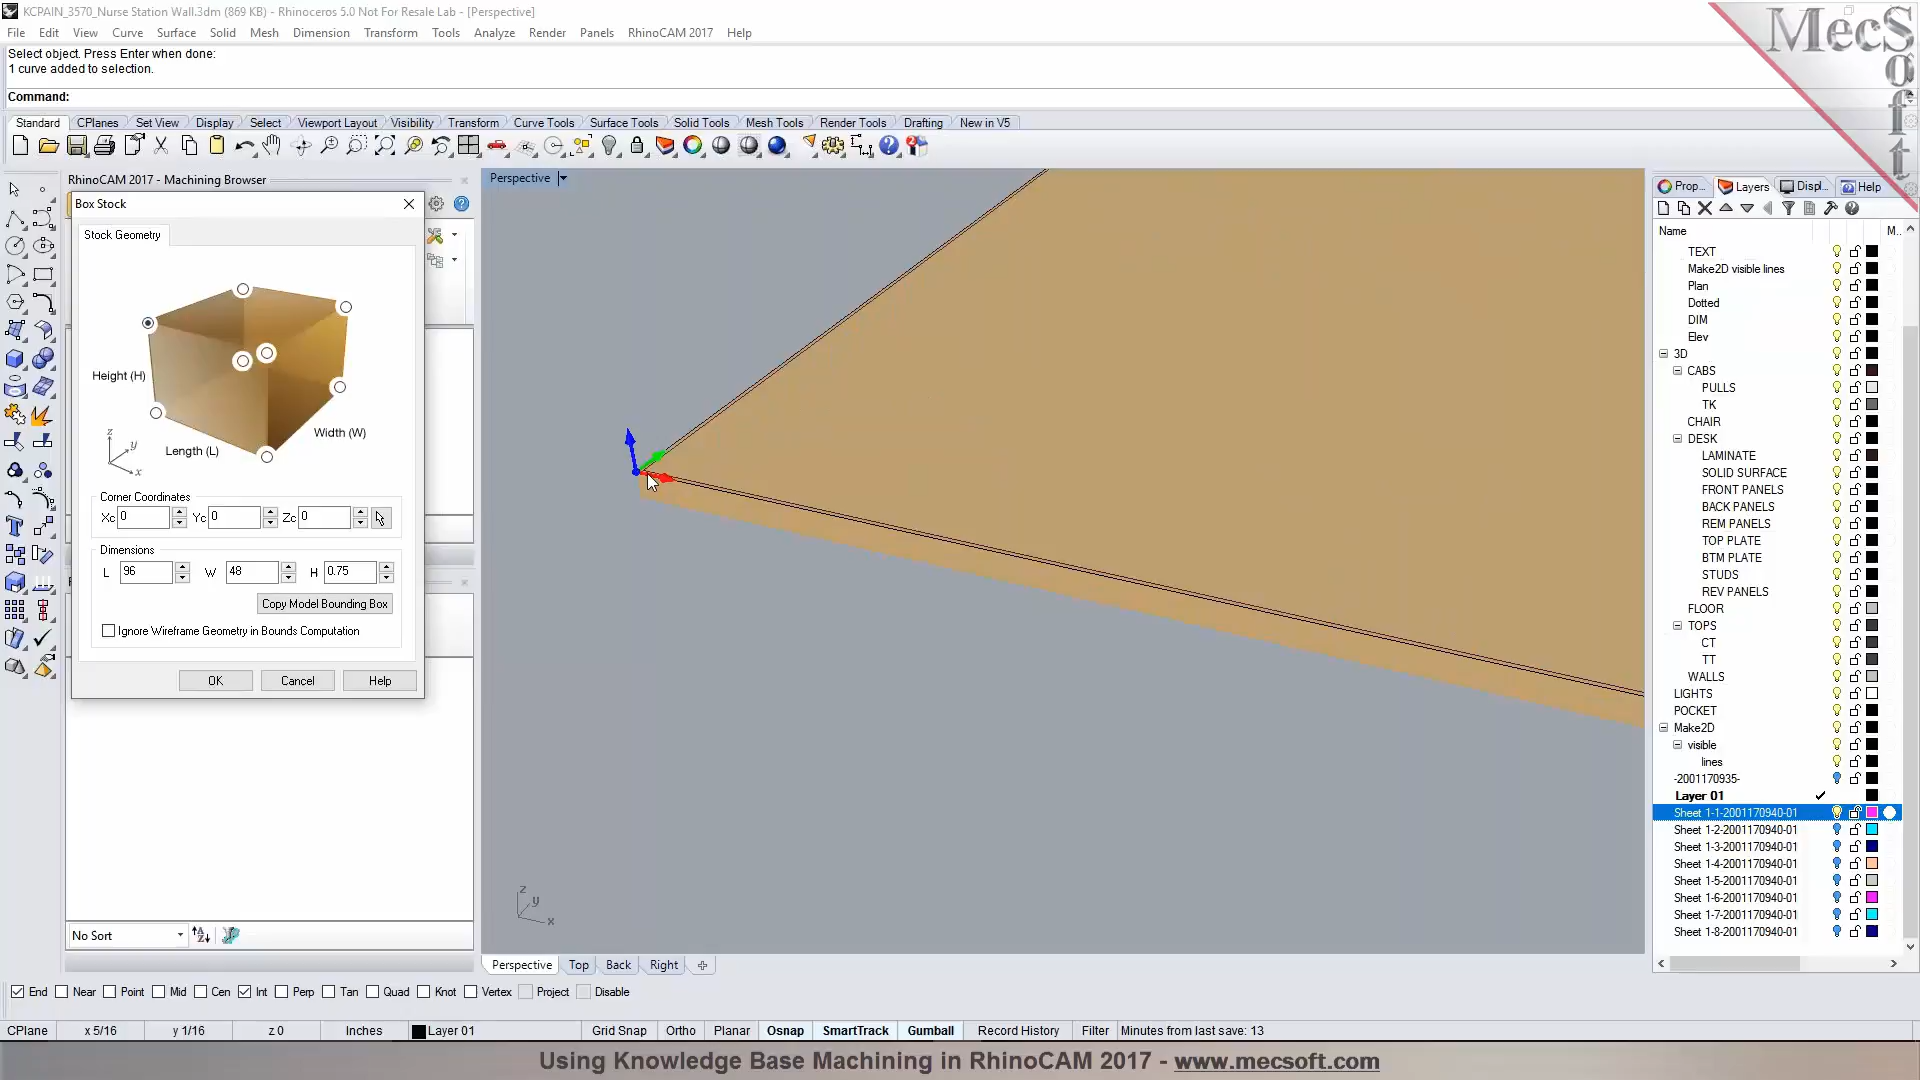 KCPAIN_3570_Nurse Station Wall.3dm (869 KB) - Rhinoceros 5.0 Not For Resale Lab - [Perspective]
File Edit View Curve Surface Solid Mesh Dimension Transform Tools Analyze Render Panels RhinoCAM 2017 Help
MecSoft
Select object. Press Enter when done:
1 curve added to selection.
Command:
Standard CPlanes Set View Display Select Viewport Layout Visibility Transform Curve Tools Surface Tools Solid Tools Mesh Tools Render Tools Drafting New in V5
RhinoCAM 2017 - Machining Browser
Box Stock
Stock Geometry
Height (H)
Width (W)
Length (L)
z
y
x
Corner Coordinates
Xc 0 Yc 0 Zc 0
Dimensions
L 96 W 48 H 0.75
Copy Model Bounding Box
Ignore Wireframe Geometry in Bounds Computation
OK Cancel Help
No Sort
Perspective
z
y
x
Perspective Top Back Right
Prop... Layers Displ... Help
Name M..
TEXT
Make2D visible lines
Plan
Dotted
DIM
Elev
3D
CABS
PULLS
TK
CHAIR
DESK
LAMINATE
SOLID SURFACE
FRONT PANELS
BACK PANELS
REM PANELS
TOP PLATE
BTM PLATE
STUDS
REV PANELS
FLOOR
TOPS
CT
TT
WALLS
LIGHTS
POCKET
Make2D
visible
lines
-2001170935-
Layer 01
Sheet 1-1-2001170940-01
Sheet 1-2-2001170940-01
Sheet 1-3-2001170940-01
Sheet 1-4-2001170940-01
Sheet 1-5-2001170940-01
Sheet 1-6-2001170940-01
Sheet 1-7-2001170940-01
Sheet 1-8-2001170940-01
End Near Point Mid Cen Int Perp Tan Quad Knot Vertex Project Disable
CPlane x 5/16 y 1/16 z 0 Inches Layer 01 Grid Snap Ortho Planar Osnap SmartTrack Gumball Record History Filter Minutes from last save: 13
Using Knowledge Base Machining in RhinoCAM 2017 - www.mecsoft.com